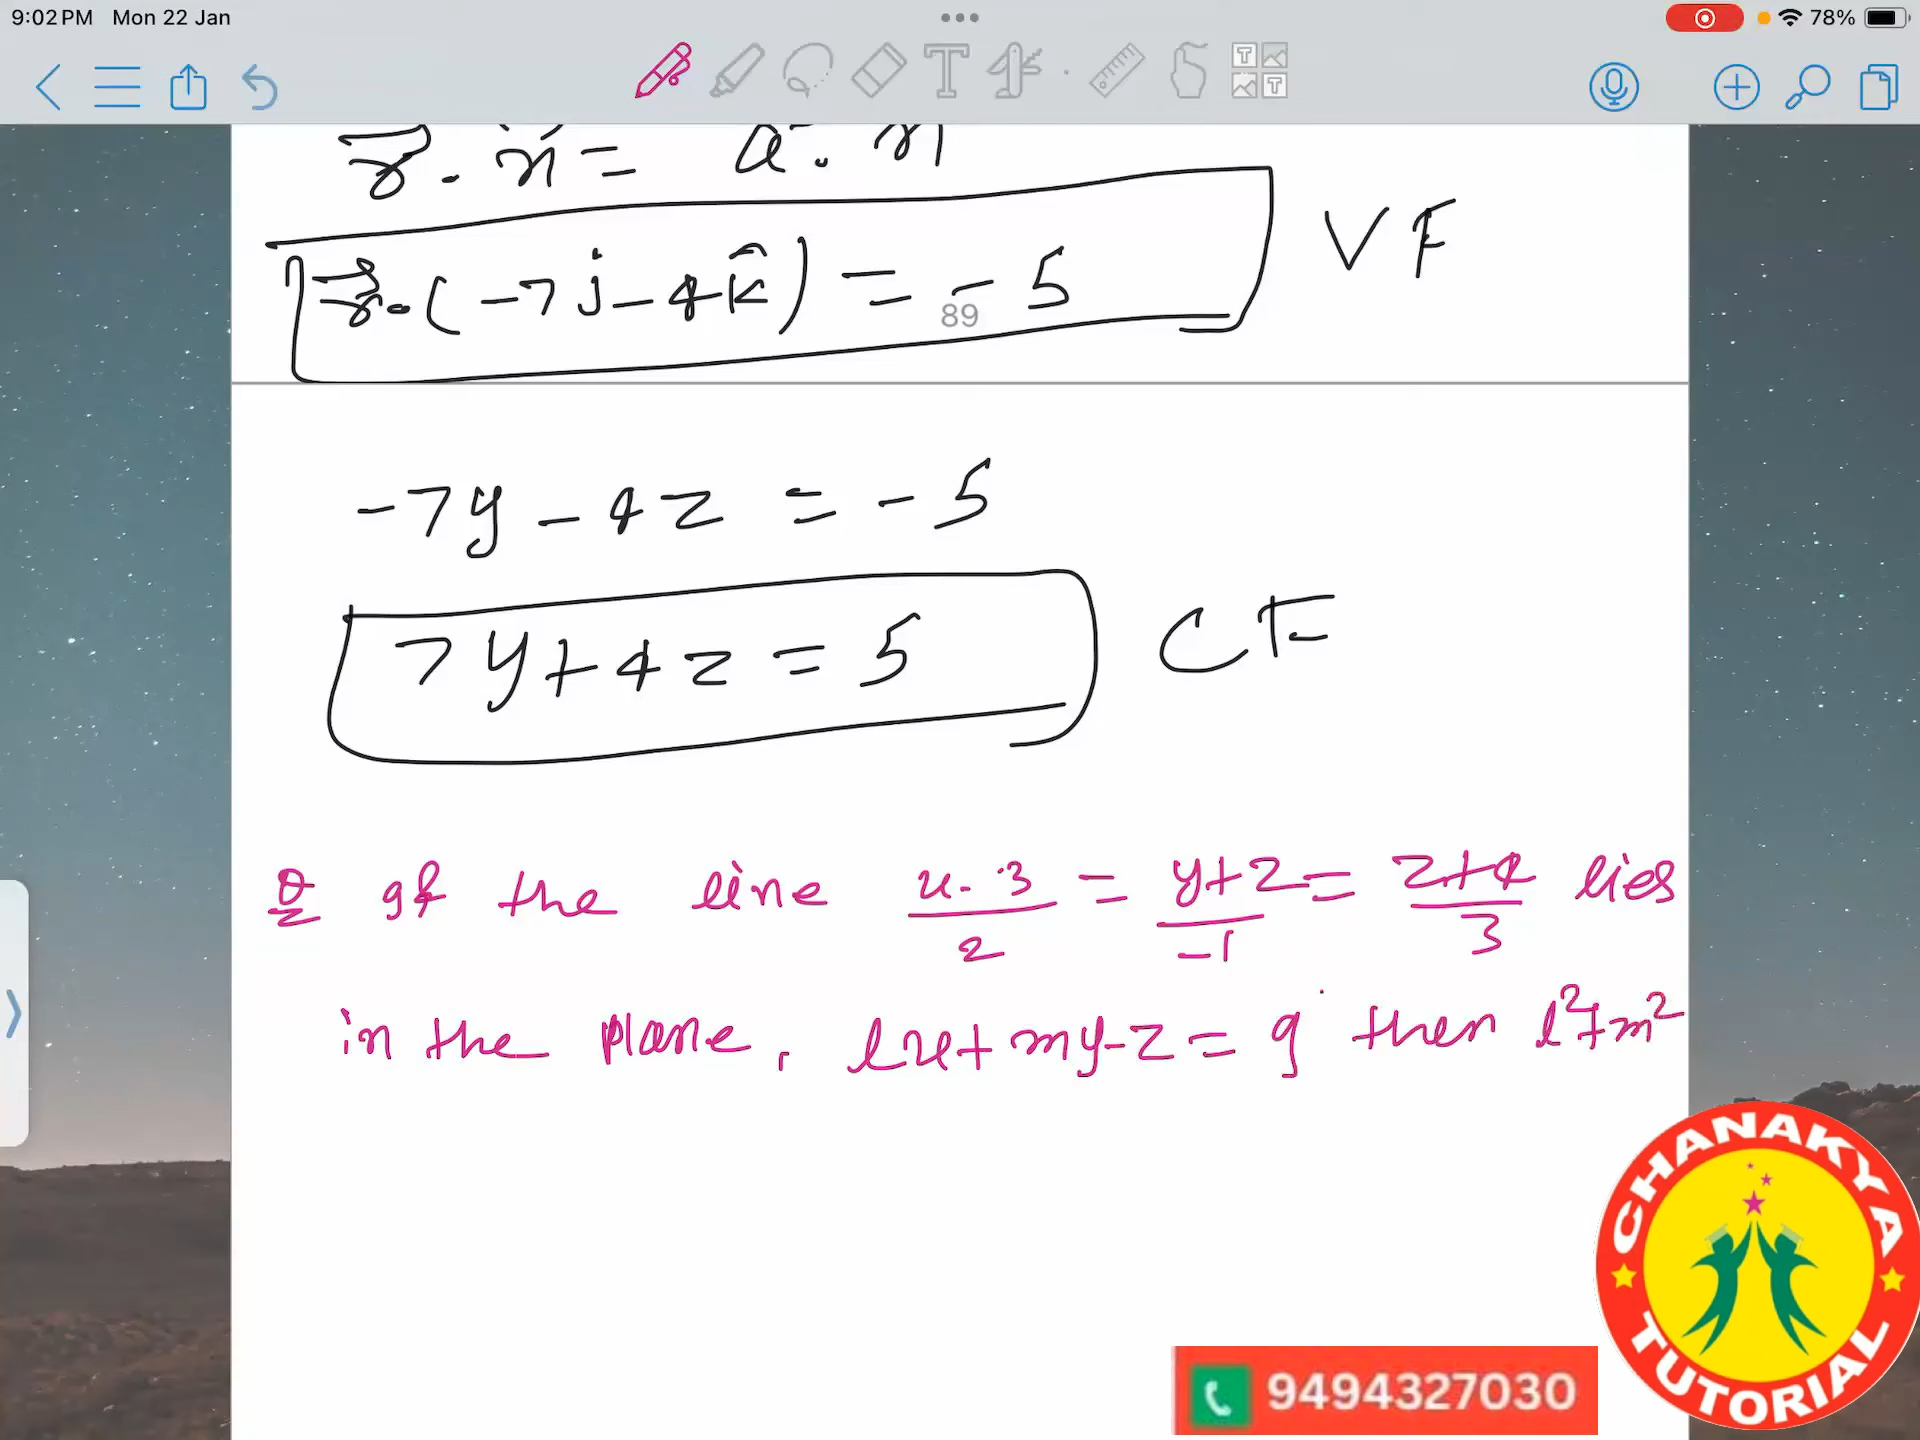 9:02 PM Mon 22 Jan
78%
r⃗ . n⃗ = a⃗ . n⃗
r⃗ . ( -7j - 4k̂ ) = - 5 VF
89
-7y - 4z = - 5
7y + 4z = 5 CF
Q If the line x-3/2 = y+2/-1 = z+4/3 lies
in the plane, lx + my - z = 9 then l² + m²
CHANAKYA
TUTORIAL
9494327030